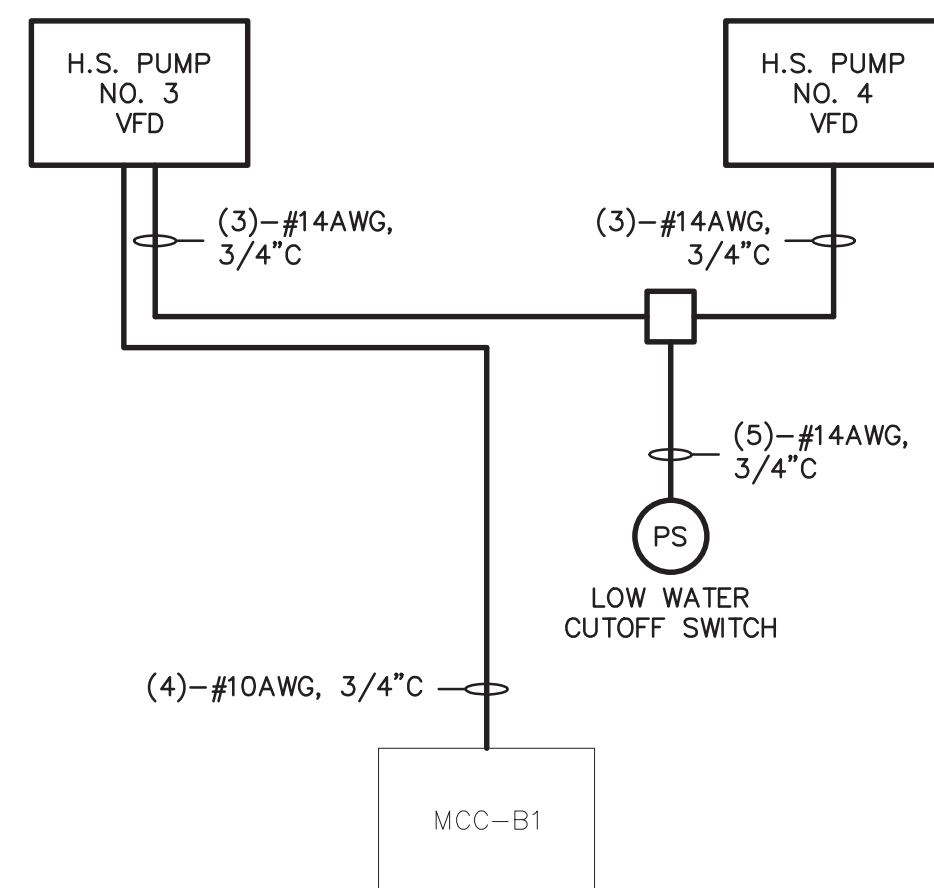 H.S. PUMP
NO. 3
VFD
H.S. PUMP
NO. 4
VFD
(3)-#14AWG,
3/4"C
(3)-#14AWG,
3/4"C
(5)-#14AWG,
3/4"C
PS
LOW WATER
CUTOFF SWITCH
(4)-#10AWG, 3/4"C
MCC-B1